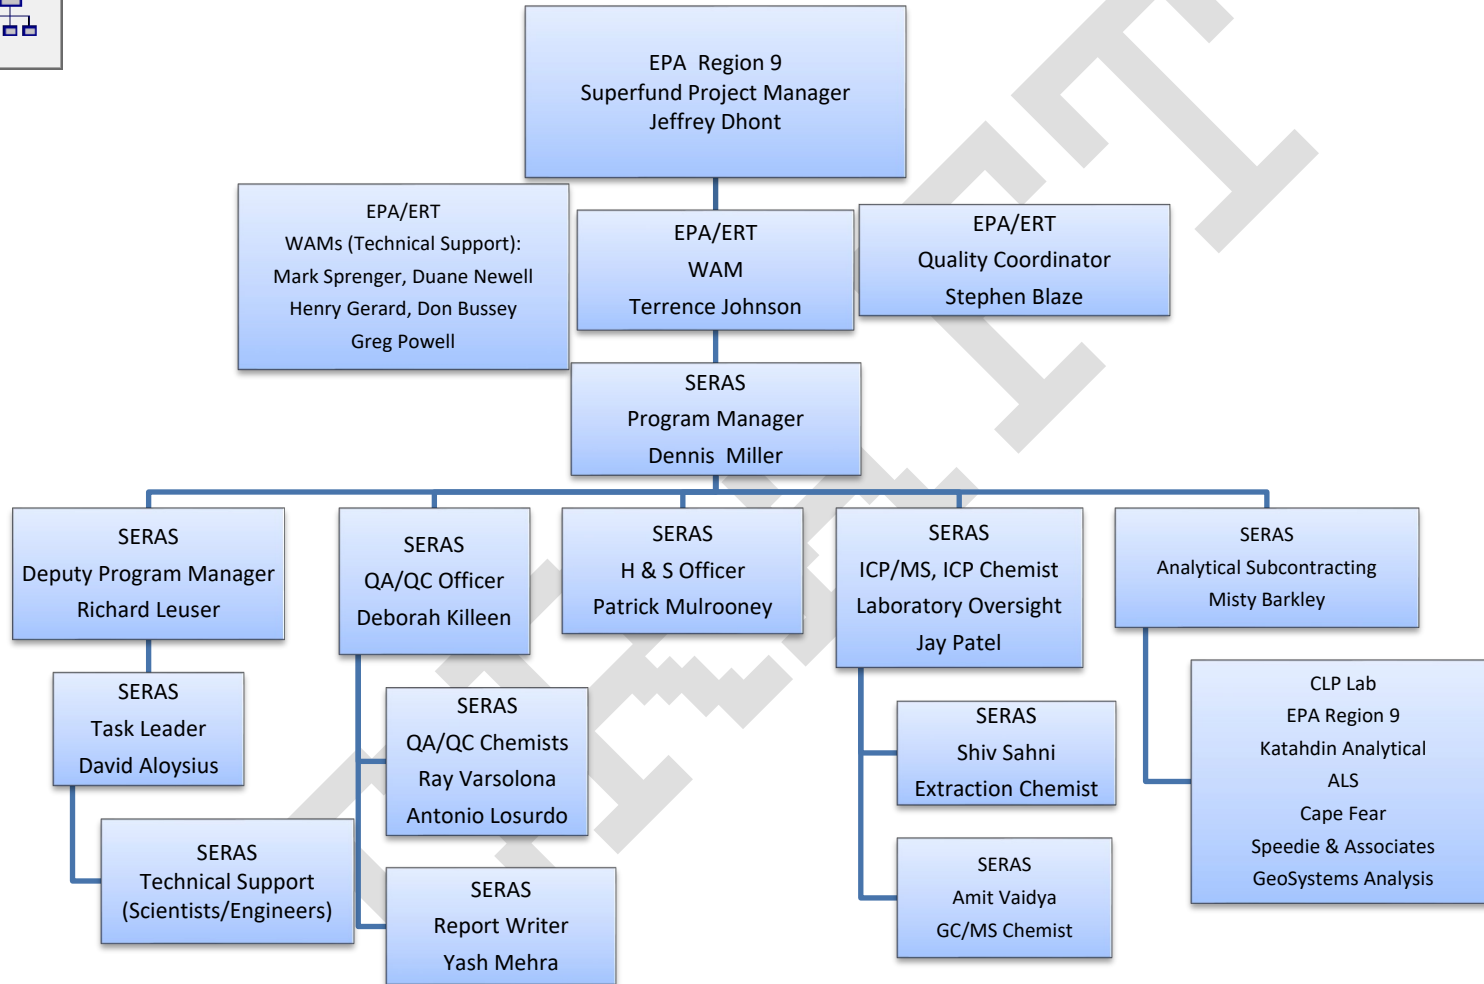 EPA  Region 9
Superfund Project Manager
Jeffrey Dhont
EPA/ERT
WAMs (Technical Support):
Mark Sprenger, Duane Newell
Henry Gerard, Don Bussey
Greg Powell
EPA/ERT
WAM
Terrence Johnson
EPA/ERT
Quality Coordinator
Stephen Blaze
SERAS
Program Manager
Dennis  Miller
SERAS
Deputy Program Manager
Richard Leuser
SERAS
QA/QC Officer
Deborah Killeen
SERAS
H & S Officer
Patrick Mulrooney
SERAS
ICP/MS, ICP Chemist
Laboratory Oversight
Jay Patel
SERAS
Analytical Subcontracting
Misty Barkley
SERAS
Task Leader
David Aloysius
SERAS
QA/QC Chemists
Ray Varsolona
Antonio Losurdo
SERAS
Shiv Sahni
Extraction Chemist
CLP Lab
EPA Region 9
Katahdin Analytical
ALS
Cape Fear
Speedie & Associates
GeoSystems Analysis
SERAS
Technical Support
(Scientists/Engineers)
SERAS
Report Writer
Yash Mehra
SERAS
Amit Vaidya
GC/MS Chemist
DRAFT